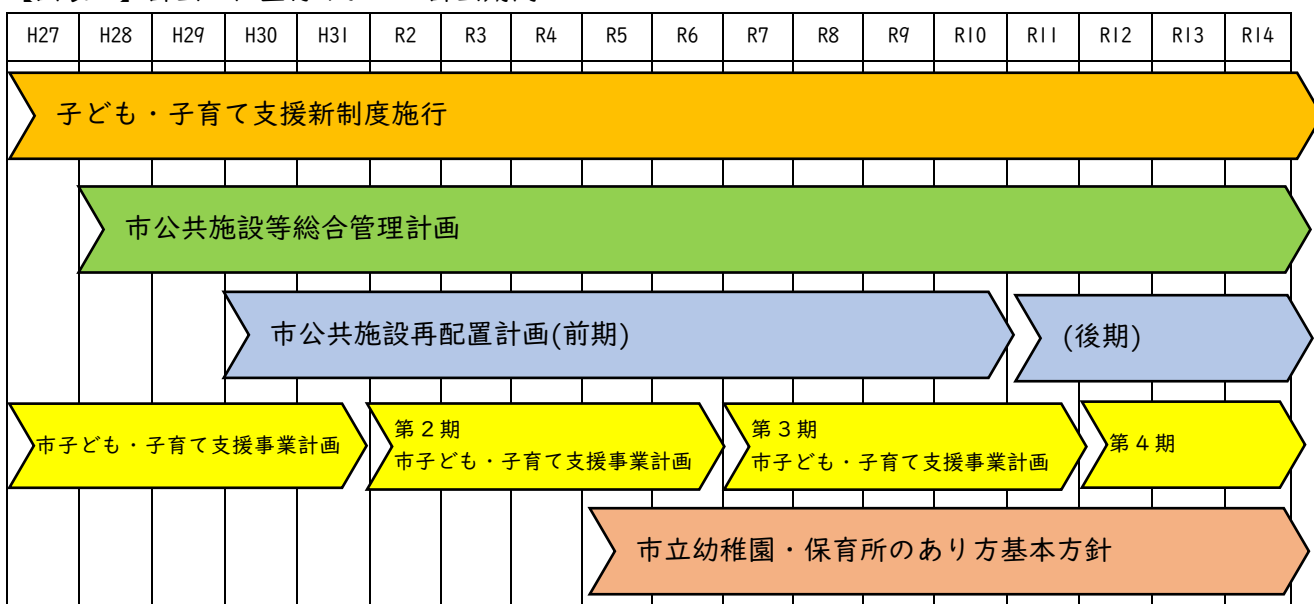 H27 H28 H29 H30 H31 R2 R3 R4 R5 R6 R7 R8 R9 R10 R11 R12 R13 R14
子ども・子育て支援新制度施行
市公共施設等総合管理計画
市公共施設再配置計画(前期)
(後期)
市子ども・子育て支援事業計画
第2期
市子ども・子育て支援事業計画
第3期
市子ども・子育て支援事業計画
第4期
市立幼稚園・保育所のあり方基本方針